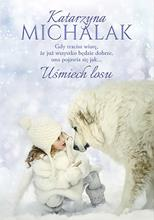 Katarzyna
MICHALAK
Gdy tracisz wiarę,
że już wszystko będzie dobrze,
ona pojawia się jak...
Uśmiech losu